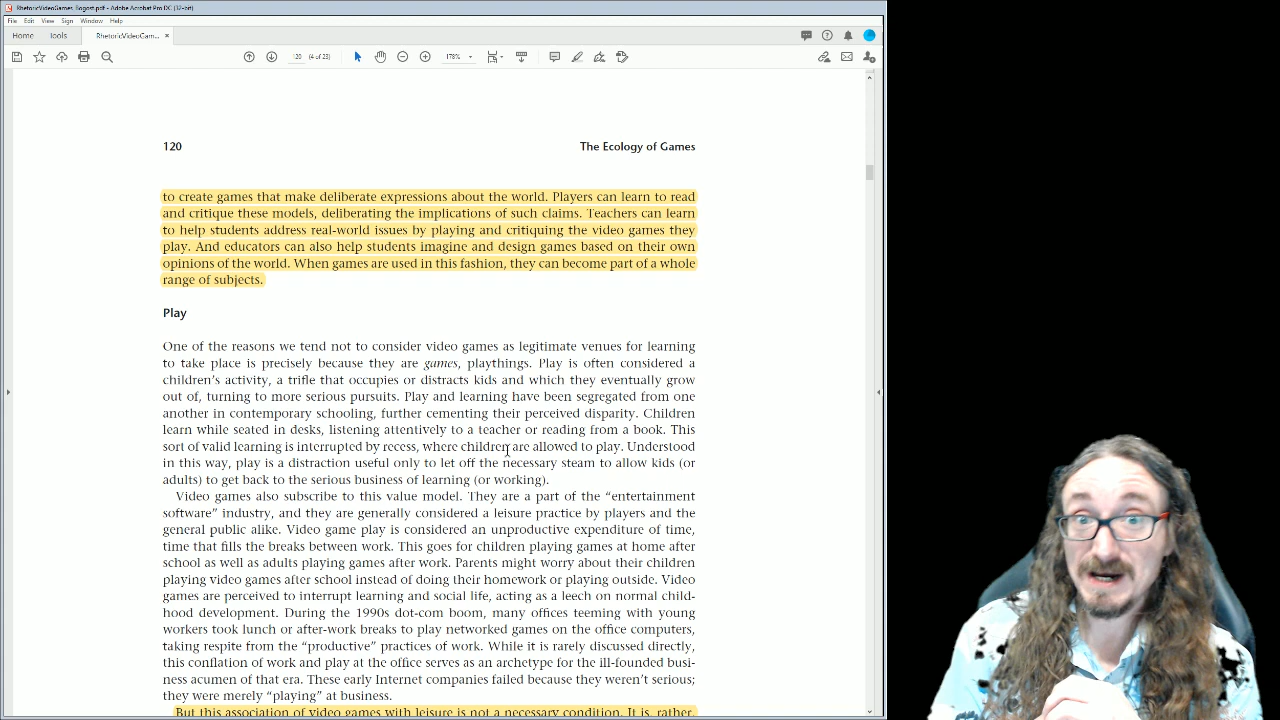 RhetoricVideoGames.Bogost.pdf - Adobe Acrobat Pro DC (32-bit)
File Edit View Sign Window Help
Home Tools RhetoricVideoGam... ×
120 (4 of 23) 178%
120 The Ecology of Games
to create games that make deliberate expressions about the world. Players can learn to read
and critique these models, deliberating the implications of such claims. Teachers can learn
to help students address real-world issues by playing and critiquing the video games they
play. And educators can also help students imagine and design games based on their own
opinions of the world. When games are used in this fashion, they can become part of a whole
range of subjects.
Play
One of the reasons we tend not to consider video games as legitimate venues for learning
to take place is precisely because they are games, playthings. Play is often considered a
children's activity, a trifle that occupies or distracts kids and which they eventually grow
out of, turning to more serious pursuits. Play and learning have been segregated from one
another in contemporary schooling, further cementing their perceived disparity. Children
learn while seated in desks, listening attentively to a teacher or reading from a book. This
sort of valid learning is interrupted by recess, where children are allowed to play. Understood
in this way, play is a distraction useful only to let off the necessary steam to allow kids (or
adults) to get back to the serious business of learning (or working).
Video games also subscribe to this value model. They are a part of the “entertainment
software” industry, and they are generally considered a leisure practice by players and the
general public alike. Video game play is considered an unproductive expenditure of time,
time that fills the breaks between work. This goes for children playing games at home after
school as well as adults playing games after work. Parents might worry about their children
playing video games after school instead of doing their homework or playing outside. Video
games are perceived to interrupt learning and social life, acting as a leech on normal child-
hood development. During the 1990s dot-com boom, many offices teeming with young
workers took lunch or after-work breaks to play networked games on the office computers,
taking respite from the “productive” practices of work. While it is rarely discussed directly,
this conflation of work and play at the office serves as an archetype for the ill-founded busi-
ness acumen of that era. These early Internet companies failed because they weren't serious;
they were merely “playing” at business.
But this association of video games with leisure is not a necessary condition. It is, rather,